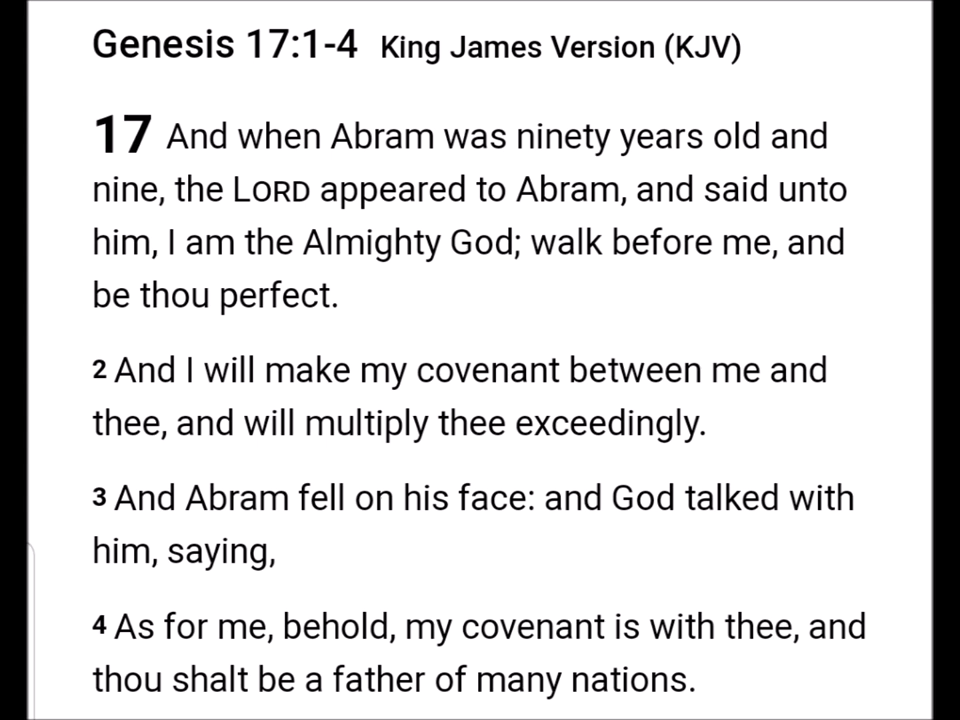 Genesis 17:1-4 King James Version (KJV)
17 And when Abram was ninety years old and
nine, the LORD appeared to Abram, and said unto
him, I am the Almighty God; walk before me, and
be thou perfect.
2 And I will make my covenant between me and
thee, and will multiply thee exceedingly.
3 And Abram fell on his face: and God talked with
him, saying,
4 As for me, behold, my covenant is with thee, and
thou shalt be a father of many nations.